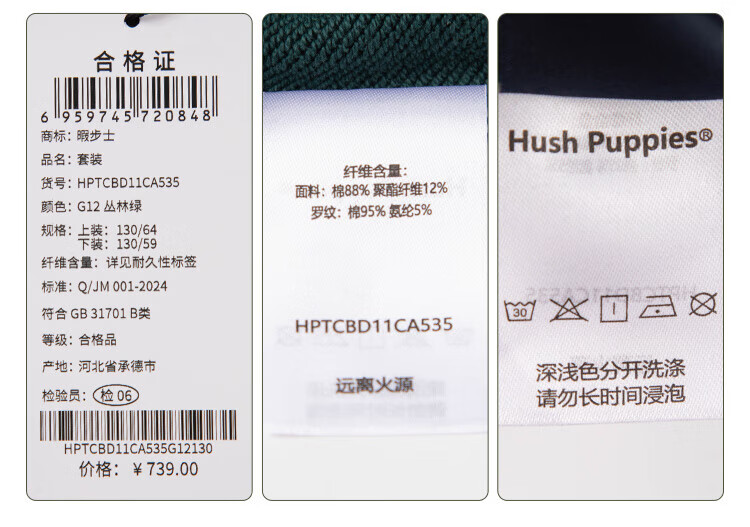 合格证
6 959745 720848
商标：暇步士
品名：套装
货号：HPTCBD11CA535
颜色：G12 丛林绿
规格：上装：130/64
下装：130/59
纤维含量：详见耐久性标签
标准：Q/JM 001-2024
符合 GB 31701 B类
等级：合格品
产地：河北省承德市
检验员：检 06
HPTCBD11CA535G12130
价格：￥739.00
纤维含量：
面料：棉88% 聚酯纤维12%
罗纹：棉95% 氨纶5%
HPTCBD11CA535
远离火源
Hush Puppies®
30
深浅色分开洗涤
请勿长时间浸泡